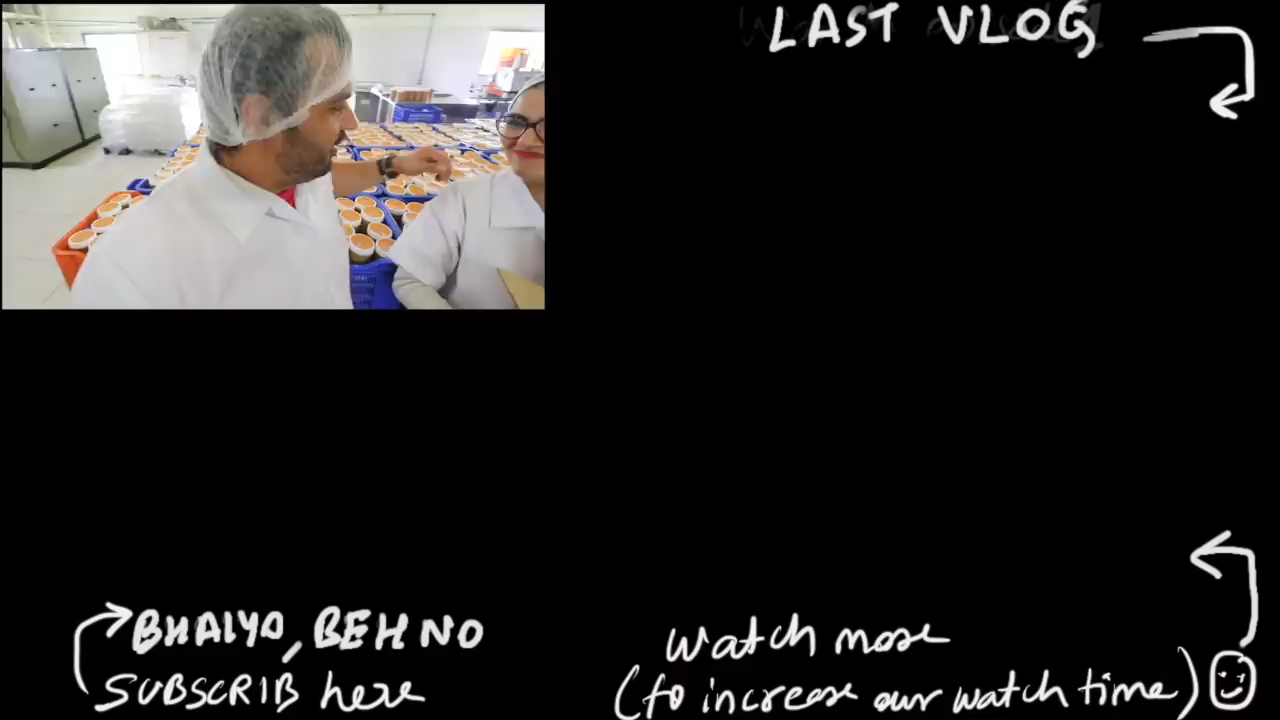 LAST VLOG
BHAIYO, BEHNO
SUBSCRIB here
watch more
(to increase our watch time)